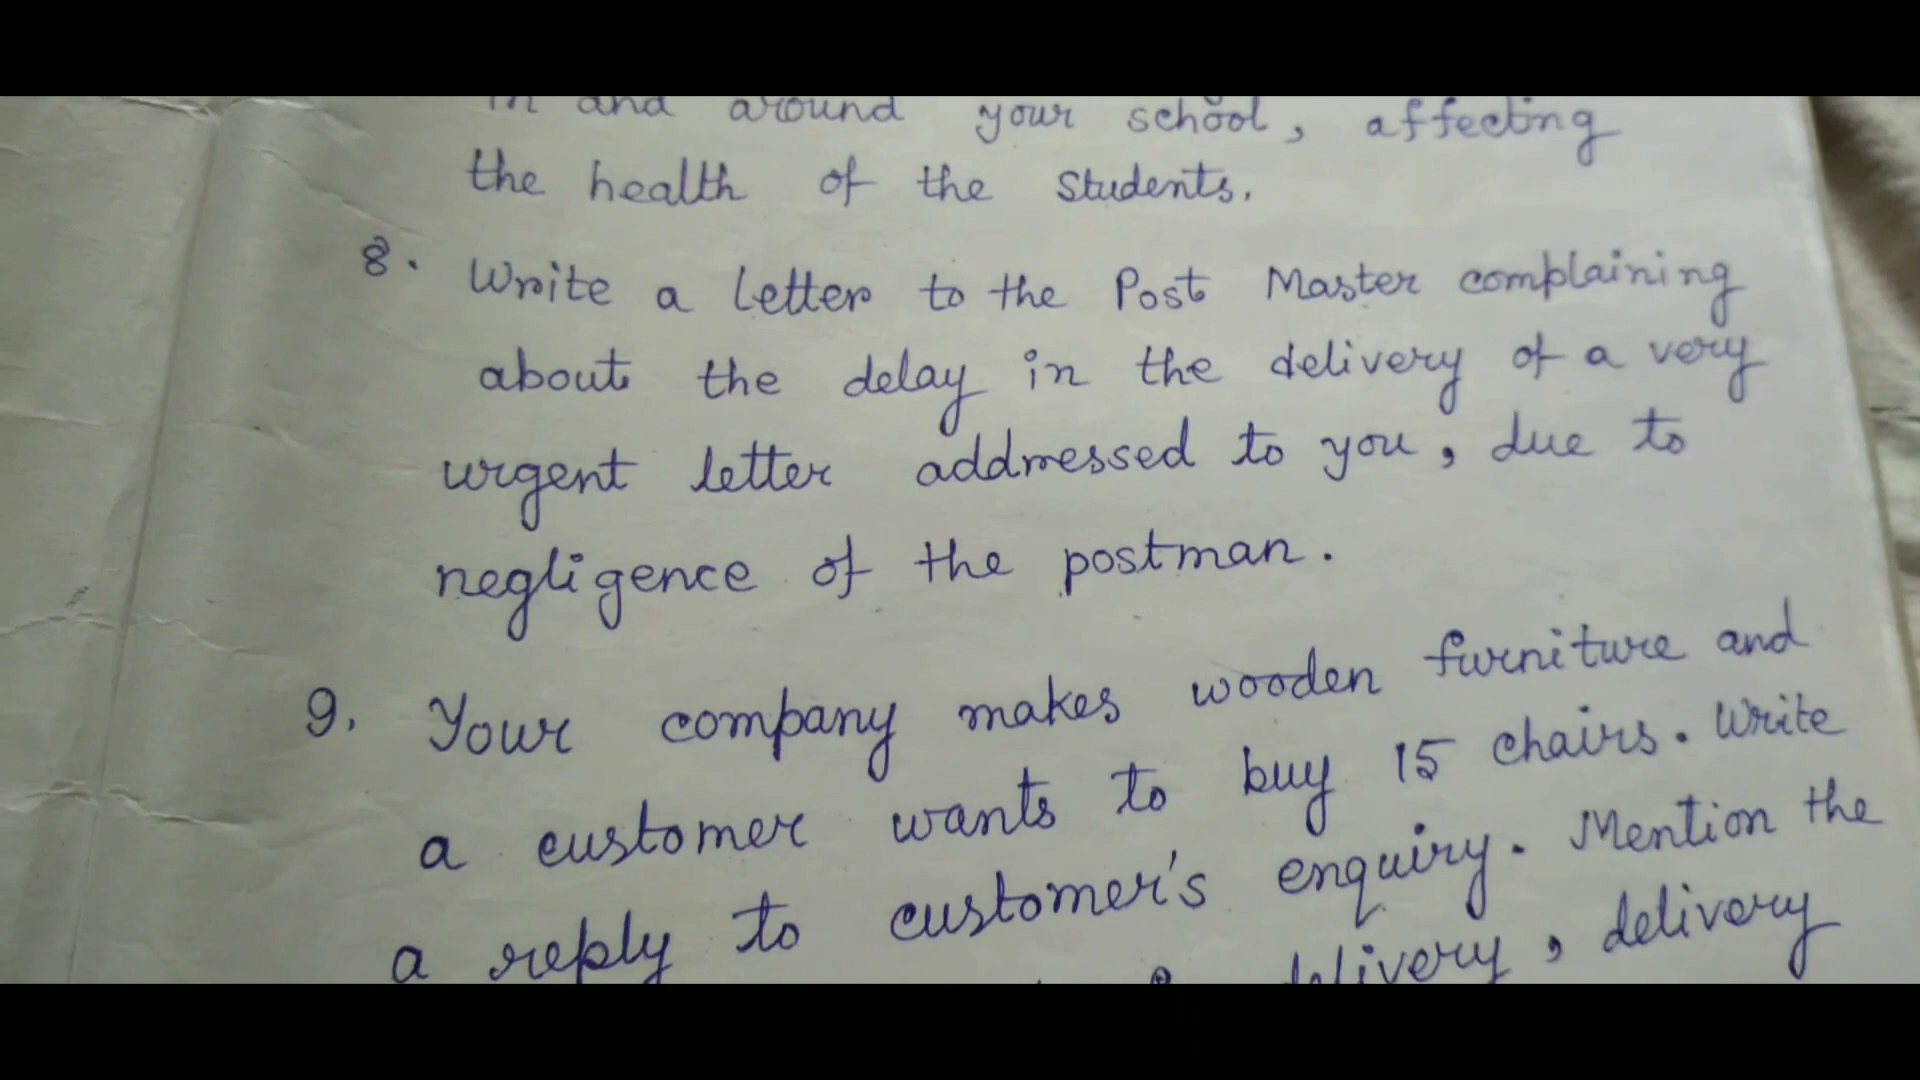 in and around your school, affecting
the health of the Students.
8. Write a letter to the Post Master complaining
about the delay in the delivery of a very
urgent letter addressed to you, due to
negligence of the postman.
9. Your company makes wooden furniture and
a customer wants to buy 15 chairs. Write
a reply to customer's enquiry. Mention the
delivery, delivery